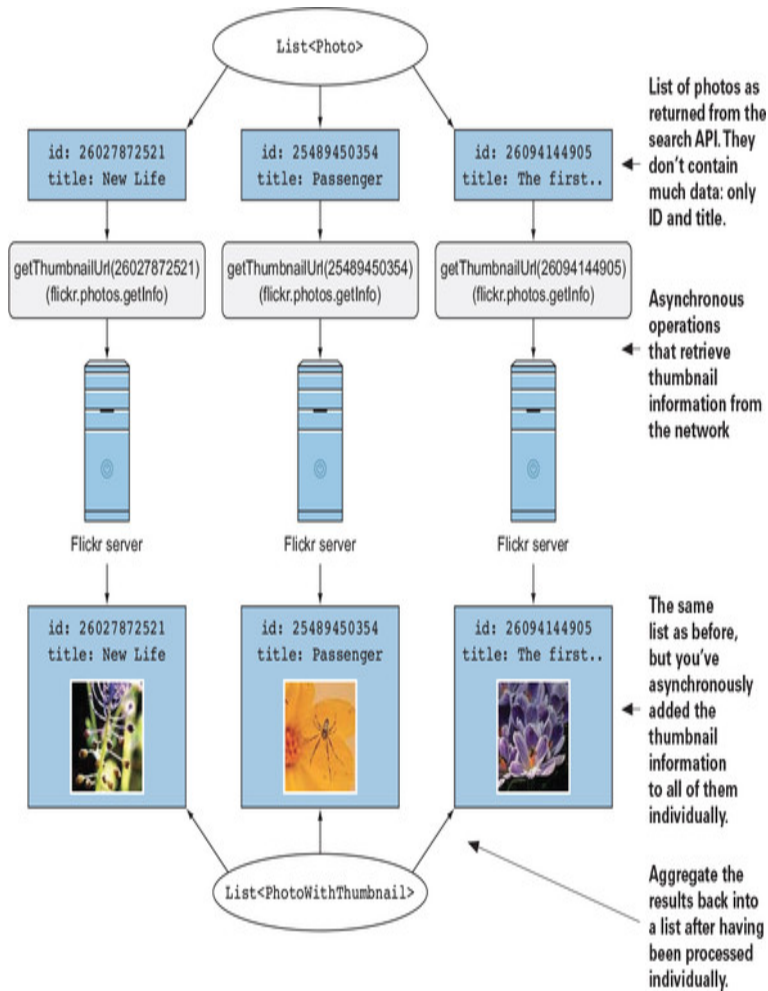 List<Photo>
id: 26027872521
title: New Life
id: 25489450354
title: Passenger
id: 26094144905
title: The first..
List of photos as
returned from the
search API. They
don't contain
much data: only
ID and title.
getThumbnailUrl(26027872521)
(flickr.photos.getInfo)
getThumbnailUrl(25489450354)
(flickr.photos.getInfo)
getThumbnailUrl(26094144905)
(flickr.photos.getInfo)
Asynchronous
operations
that retrieve
thumbnail
information from
the network
Flickr server
Flickr server
Flickr server
id: 26027872521
title: New Life
id: 25489450354
title: Passenger
id: 26094144905
title: The first..
The same
list as before,
but you've
asynchronously
added the
thumbnail
information
to all of them
individually.
List<PhotoWithThumbnail>
Aggregate the
results back into
a list after having
been processed
individually.